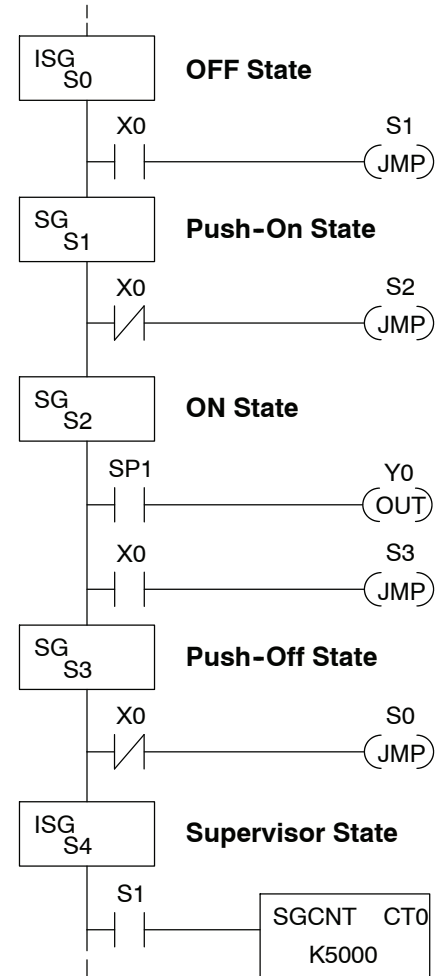 ISG
S0
OFF State
X0 S1
JMP
SG
S1
Push-On State
X0 S2
JMP
SG
S2
ON State
SP1 Y0
OUT
X0 S3
JMP
SG
S3
Push-Off State
X0 S0
JMP
ISG
S4
Supervisor State
S1
SGCNT CT0
K5000